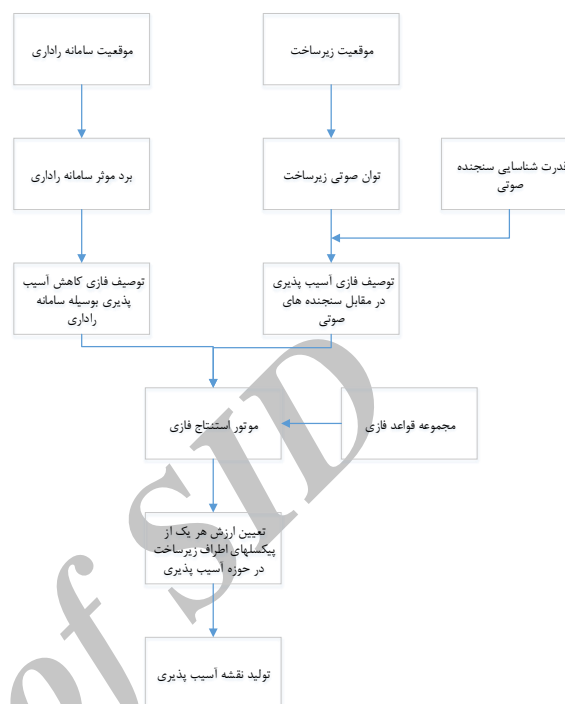 موقعیت زیرساخت
موقعیت سامانه راداری
قدرت شناسایی سنجنده
صوتی
توان صوتی زیرساخت
برد موثر سامانه راداری
توصیف فازی آسیب پذیری
در مقابل سنجنده های
صوتی
توصیف فازی کاهش آسیب
پذیری بوسیله سامانه
راداری
مجموعه قواعد فازی
موتور استنتاج فازی
تعیین ارزش هر یک از
پیکسلهای اطراف زیرساخت
در حوزه آسیب پذیری
تولید نقشه آسیب پذیری
of SID